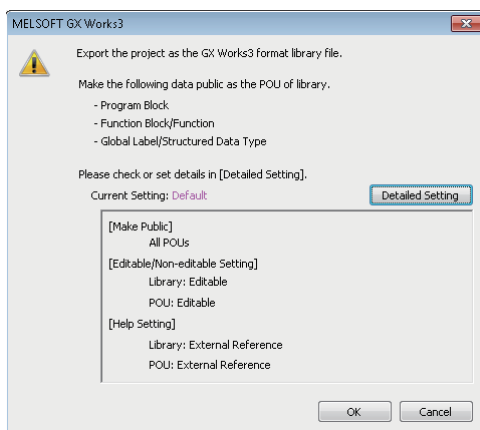 MELSOFT GX Works3
Export the project as the GX Works3 format library file.
Make the following data public as the POU of library.
- Program Block
- Function Block/Function
- Global Label/Structured Data Type
Please check or set details in [Detailed Setting].
Current Setting: Default
Detailed Setting
[Make Public]
All POUs
[Editable/Non-editable Setting]
Library: Editable
POU: Editable
[Help Setting]
Library: External Reference
POU: External Reference
OK
Cancel